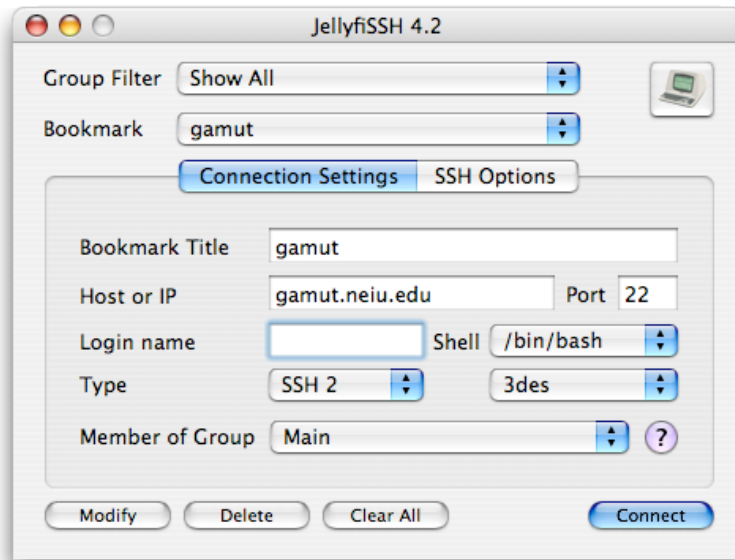 JellyfiSSH 4.2
Group Filter Show All
Bookmark gamut
Connection Settings SSH Options
Bookmark Title gamut
Host or IP gamut.neiu.edu Port 22
Login name Shell /bin/bash
Type SSH 2 3des
Member of Group Main ?
Modify Delete Clear All Connect